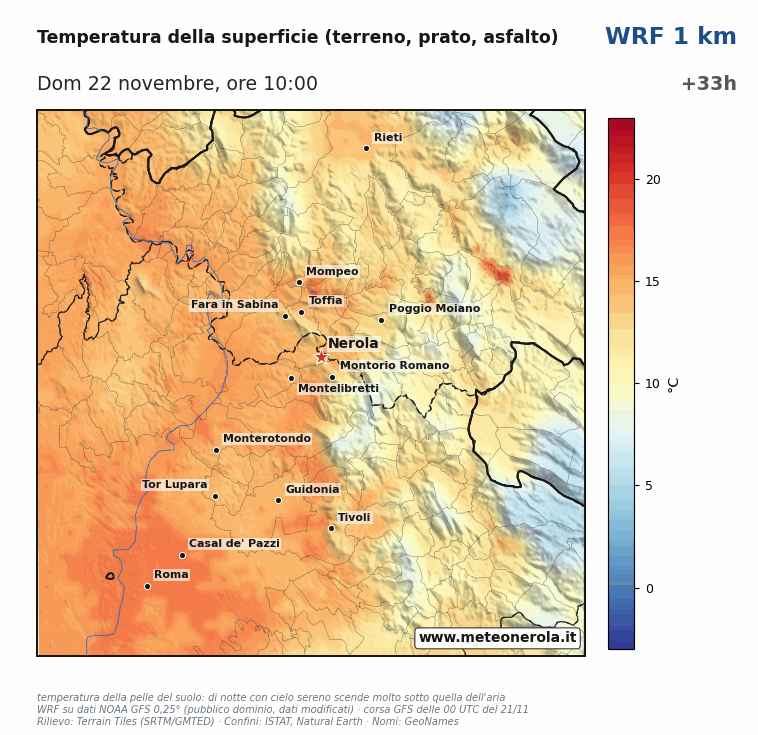 Temperatura della superficie (terreno, prato, asfalto)
WRF 1 km
Dom 22 novembre, ore 10:00
+33h
Rieti
Mompeo
Fara in Sabina
Toffia
Poggio Moiano
Nerola
Montorio Romano
Montelibretti
Monterotondo
Tor Lupara
Guidonia
Tivoli
Casal de' Pazzi
Roma
www.meteonerola.it
20
15
10
5
0
°C
temperatura della pelle del suolo: di notte con cielo sereno scende molto sotto quella dell'aria
WRF su dati NOAA GFS 0,25° (pubblico dominio, dati modificati) · corsa GFS delle 00 UTC del 21/11
Rilievo: Terrain Tiles (SRTM/GMTED) · Confini: ISTAT, Natural Earth · Nomi: GeoNames